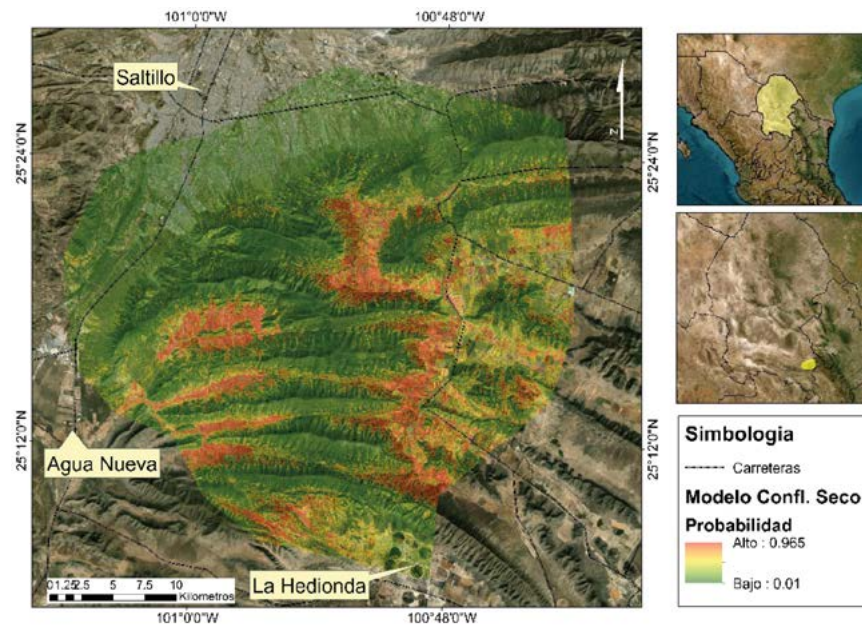 101°0'0"W
100°48'0"W
Saltillo
25°24'0"N
25°24'0"N
N
25°12'0"N
25°12'0"N
Agua Nueva
La Hedionda
0 1.25 2.5 5 7.5 10
Kilometros
101°0'0"W
100°48'0"W
Simbologia
Carreteras
Modelo Confl. Seco
Probabilidad
Alto : 0.965
Bajo : 0.01